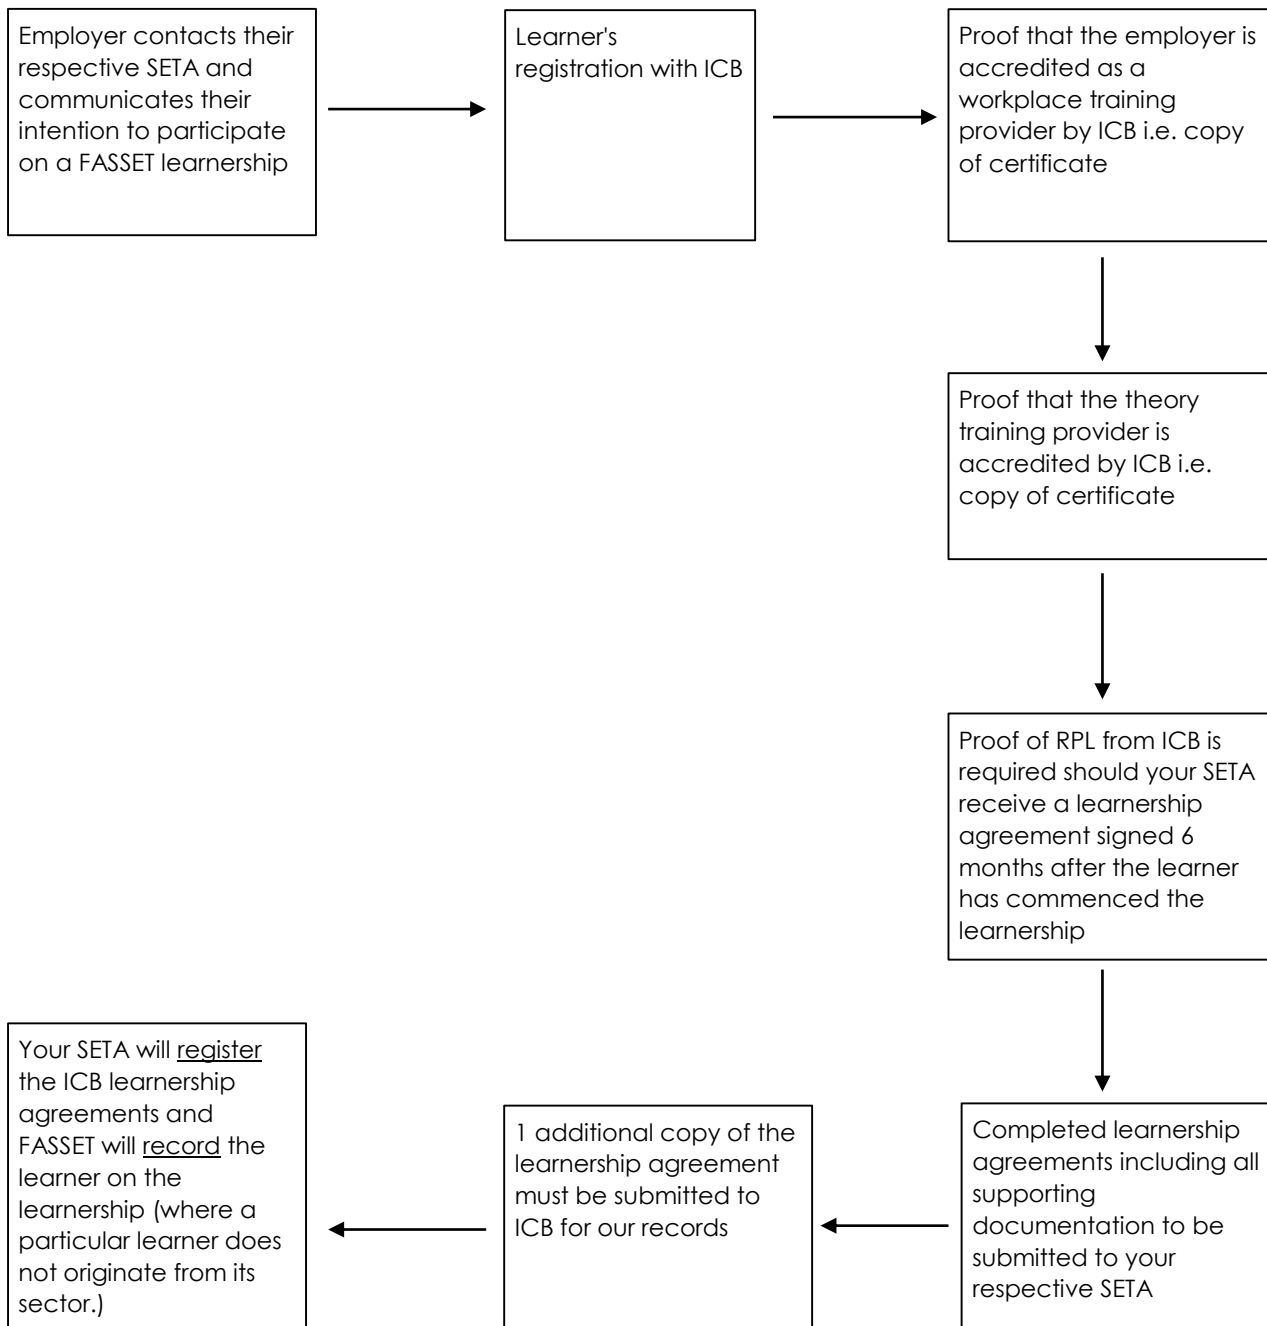 Employer contacts their
respective SETA and
communicates their
intention to participate
on a FASSET learnership
Learner's
registration with ICB
Proof that the employer is
accredited as a
workplace training
provider by ICB i.e. copy
of certificate
Proof that the theory
training provider is
accredited by ICB i.e.
copy of certificate
Proof of RPL from ICB is
required should your SETA
receive a learnership
agreement signed 6
months after the learner
has commenced the
learnership
Completed learnership
agreements including all
supporting
documentation to be
submitted to your
respective SETA
1 additional copy of the
learnership agreement
must be submitted to
ICB for our records
Your SETA will register
the ICB learnership
agreements and
FASSET will record the
learner on the
learnership (where a
particular learner does
not originate from its
sector.)